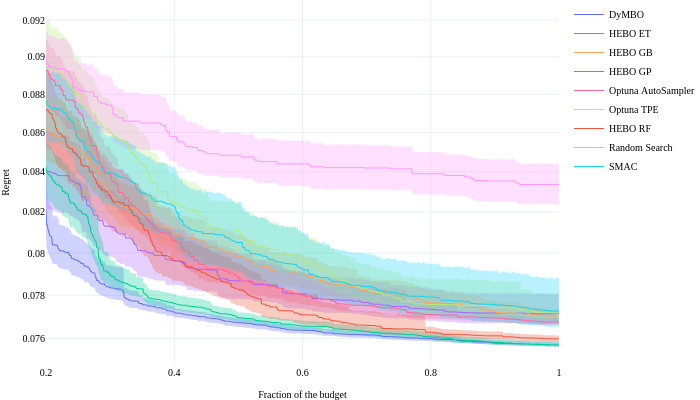 0.092
0.09
0.088
0.086
0.084
0.082
0.08
0.078
0.076
Regret
0.2
0.4
0.6
0.8
1
Fraction of the budget
DyMBO
HEBO ET
HEBO GB
HEBO GP
Optuna AutoSampler
Optuna TPE
HEBO RF
Random Search
SMAC